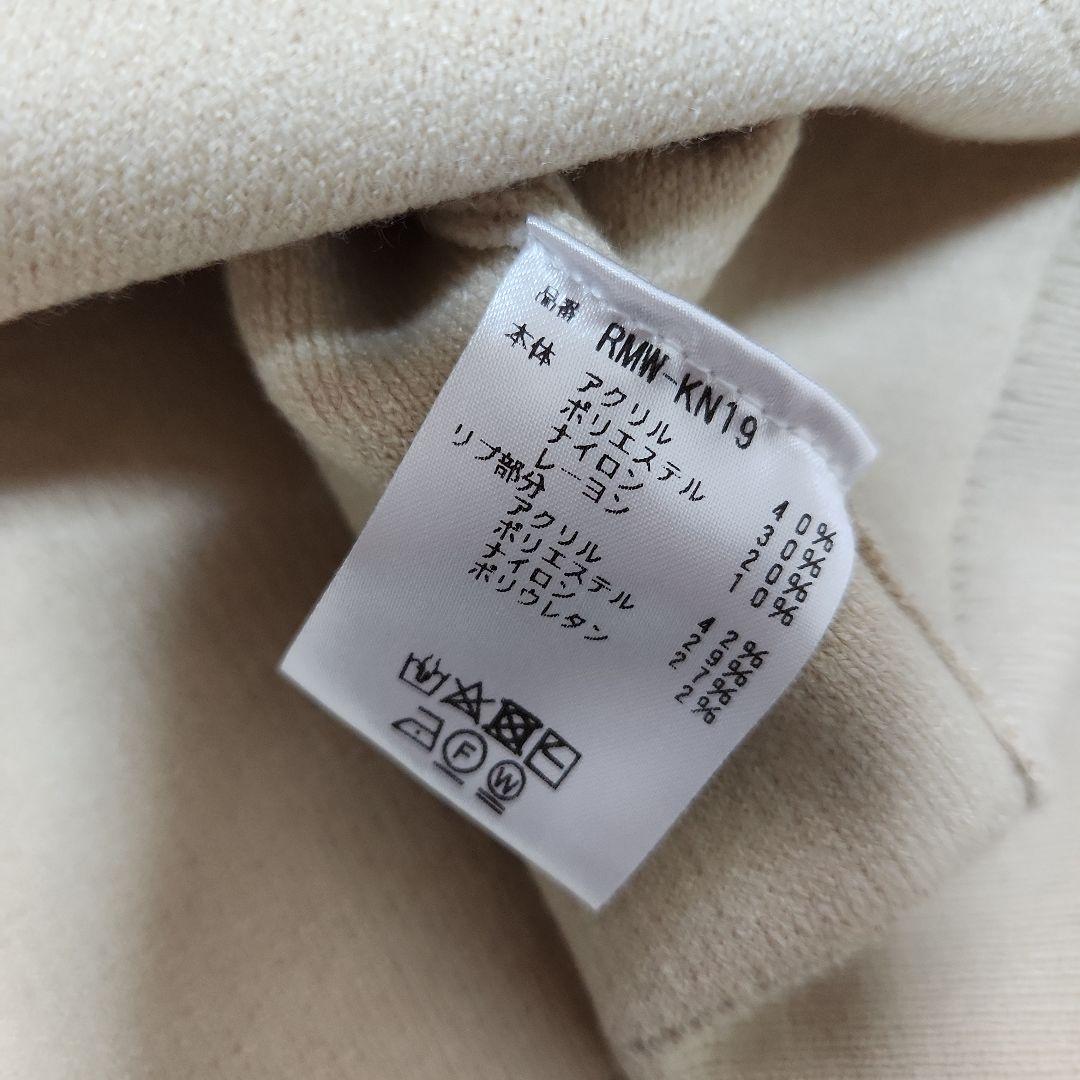 品番 RMW-KN19
本体
アクリル 40%
ポリエステル 30%
ナイロン 20%
レーヨン 10%
リブ部分
アクリル 42%
ポリエステル 29%
ナイロン 27%
ポリウレタン 2%
F W